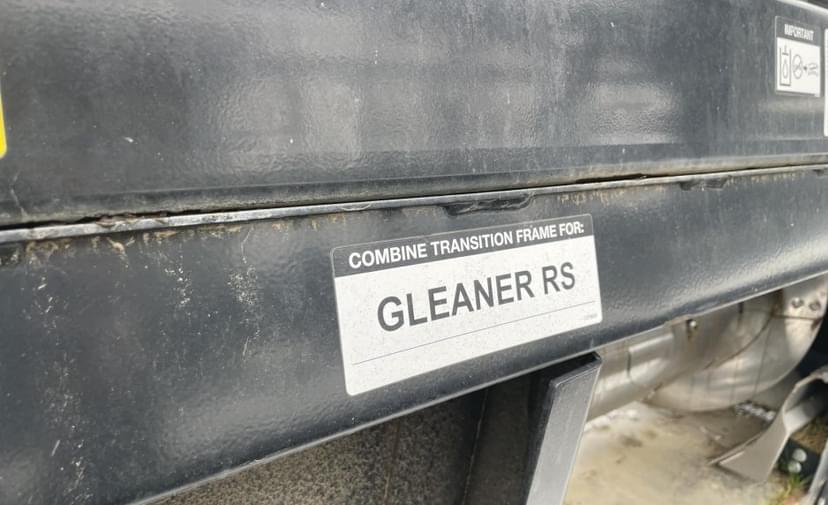 IMPORTANT
COMBINE TRANSITION FRAME FOR:
GLEANER RS